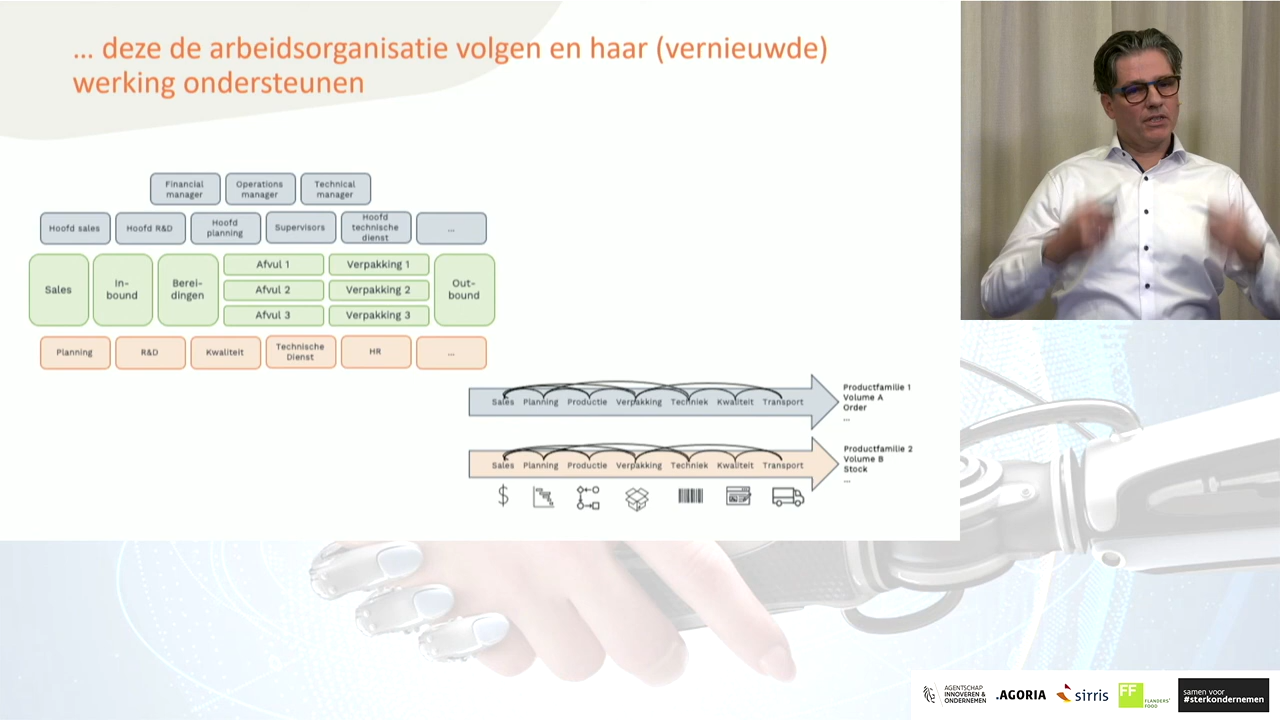 ... deze de arbeidsorganisatie volgen en haar (vernieuwde)
werking ondersteunen
Financial
manager
Operations
manager
Technical
manager
Hoofd sales
Hoofd R&D
Hoofd
planning
Supervisors
Hoofd
technische
dienst
...
Sales
In-
bound
Berei-
dingen
Afvul 1
Verpakking 1
Afvul 2
Verpakking 2
Afvul 3
Verpakking 3
Out-
bound
Planning
R&D
Kwaliteit
Technische
Dienst
HR
...
Sales Planning Productie Verpakking Techniek Kwaliteit Transport
Productfamilie 1
Volume A
Order
...
Sales Planning Productie Verpakking Techniek Kwaliteit Transport
Productfamilie 2
Volume B
Stock
...
$
AGENTSCHAP
INNOVEREN &
ONDERNEMEN
.AGORIA
sirris
FF
FLANDERS'
FOOD
samen voor
#sterkondernemen